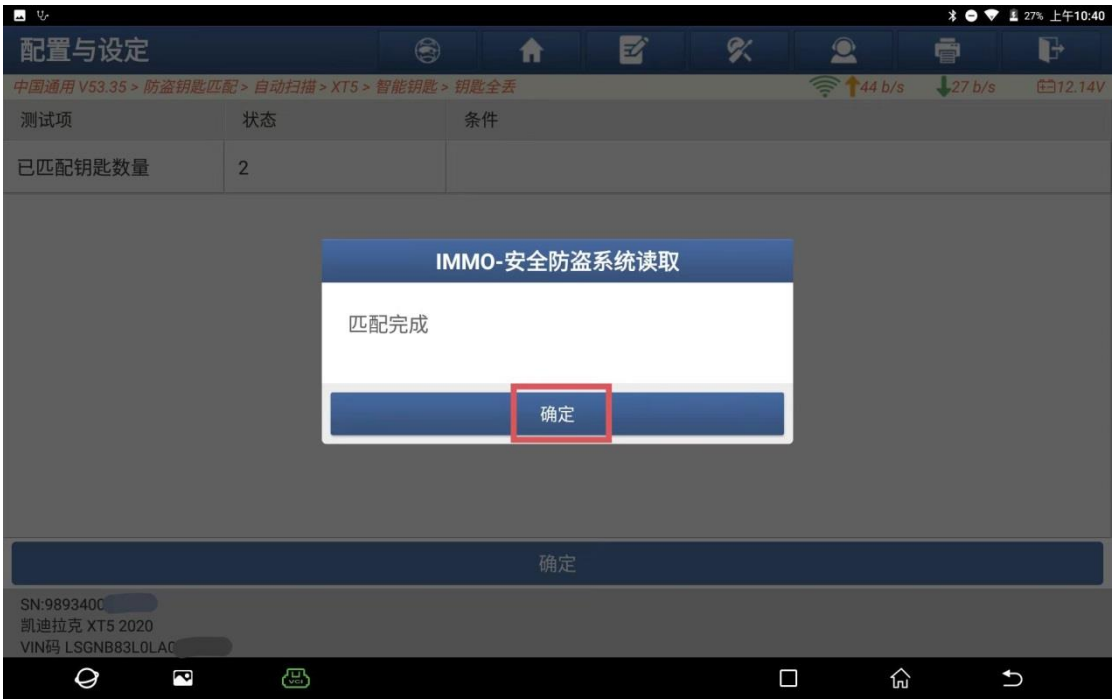 27% 上午10:40
配置与设定
中国通用 V53.35 > 防盗钥匙匹配 > 自动扫描 > XT5 > 智能钥匙 > 钥匙全丢 44 b/s 27 b/s 12.14V
测试项 状态 条件
已匹配钥匙数量 2
IMMO-安全防盗系统读取
匹配完成
确定
确定
SN:9893400
凯迪拉克 XT5 2020
VIN码 LSGNB83L0LA0
VCI